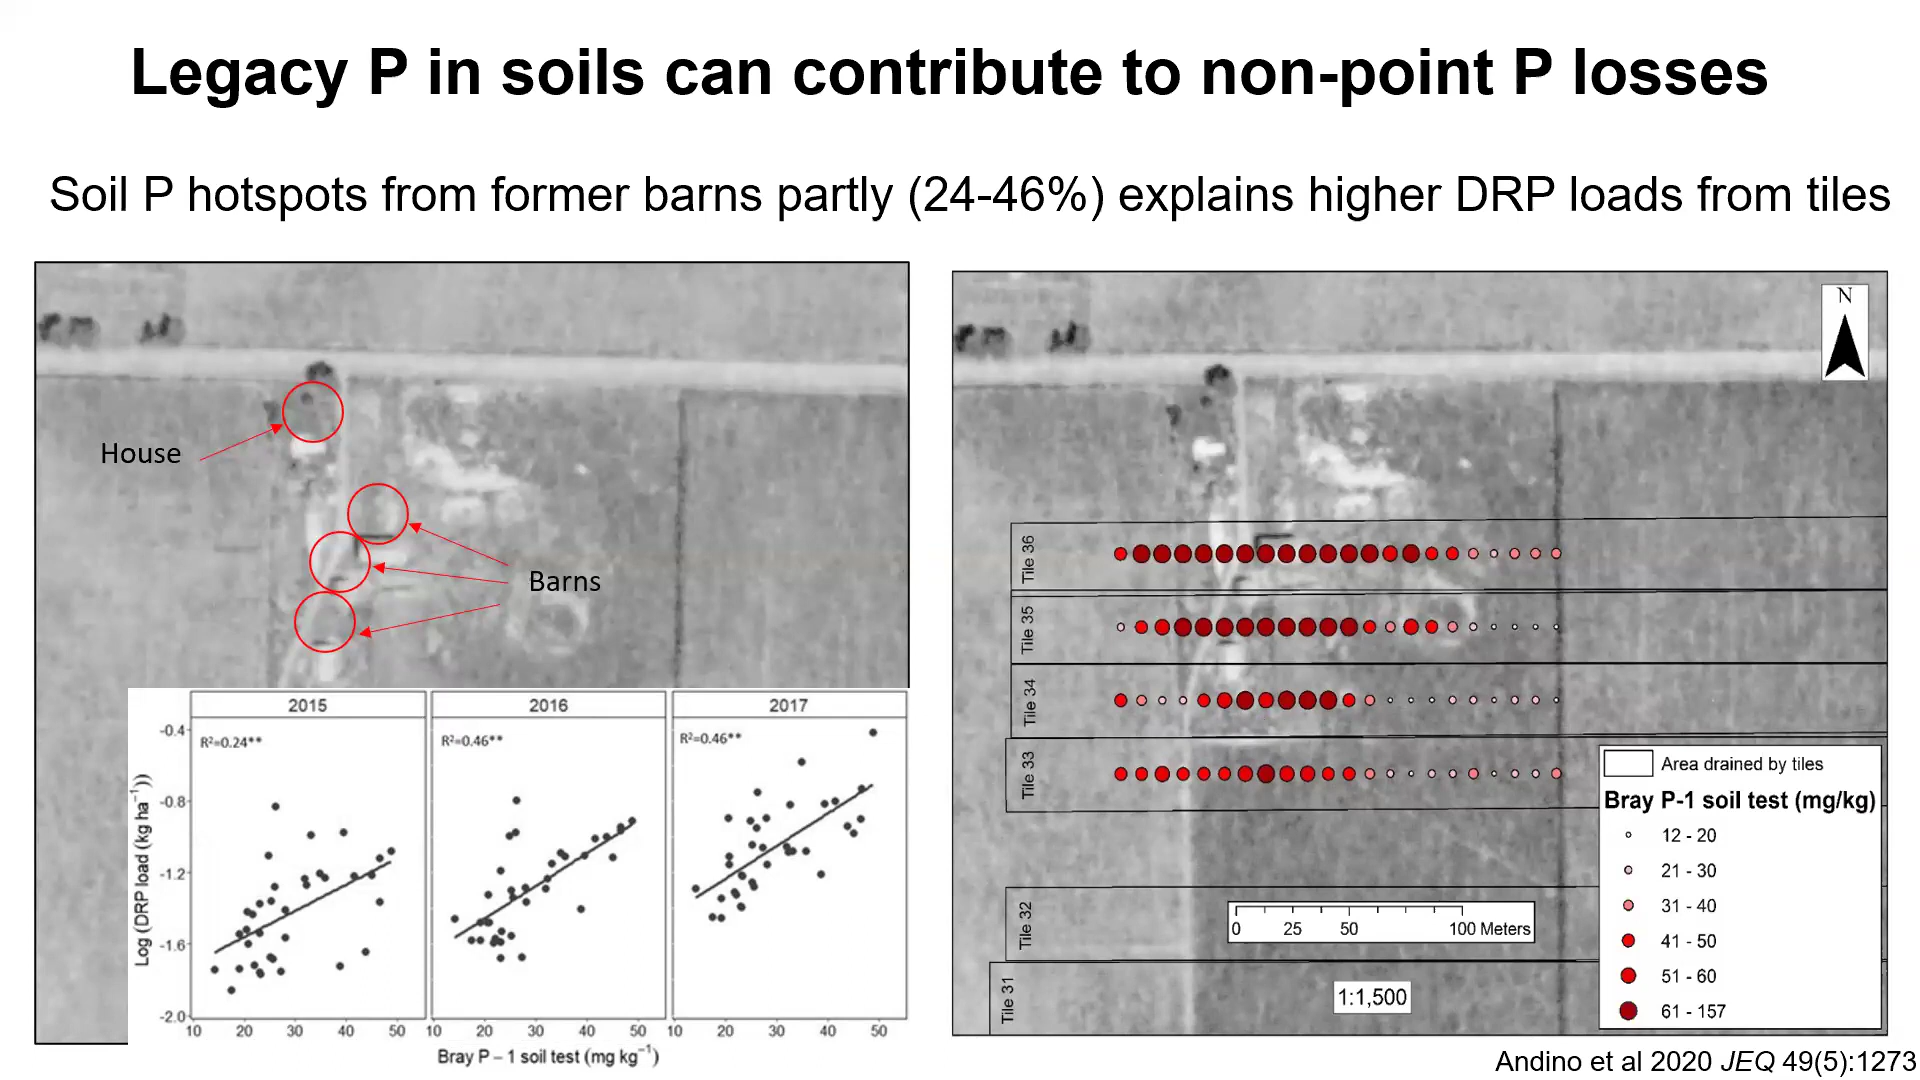 Legacy P in soils can contribute to non-point P losses
Soil P hotspots from former barns partly (24-46%) explains higher DRP loads from tiles
House
Barns
2015
2016
2017
R²=0.24**
R²=0.46**
R²=0.46**
Log (DRP load (kg ha⁻¹))
-0.4
-0.8
-1.2
-1.6
-2.0
10 20 30 40 50
10 20 30 40 50
10 20 30 40 50
Bray P – 1 soil test (mg kg⁻¹)
N
Tile 36
Tile 35
Tile 34
Tile 33
Tile 32
Tile 31
0 25 50 100 Meters
1:1,500
Area drained by tiles
Bray P-1 soil test (mg/kg)
12 - 20
21 - 30
31 - 40
41 - 50
51 - 60
61 - 157
Andino et al 2020 JEQ 49(5):1273